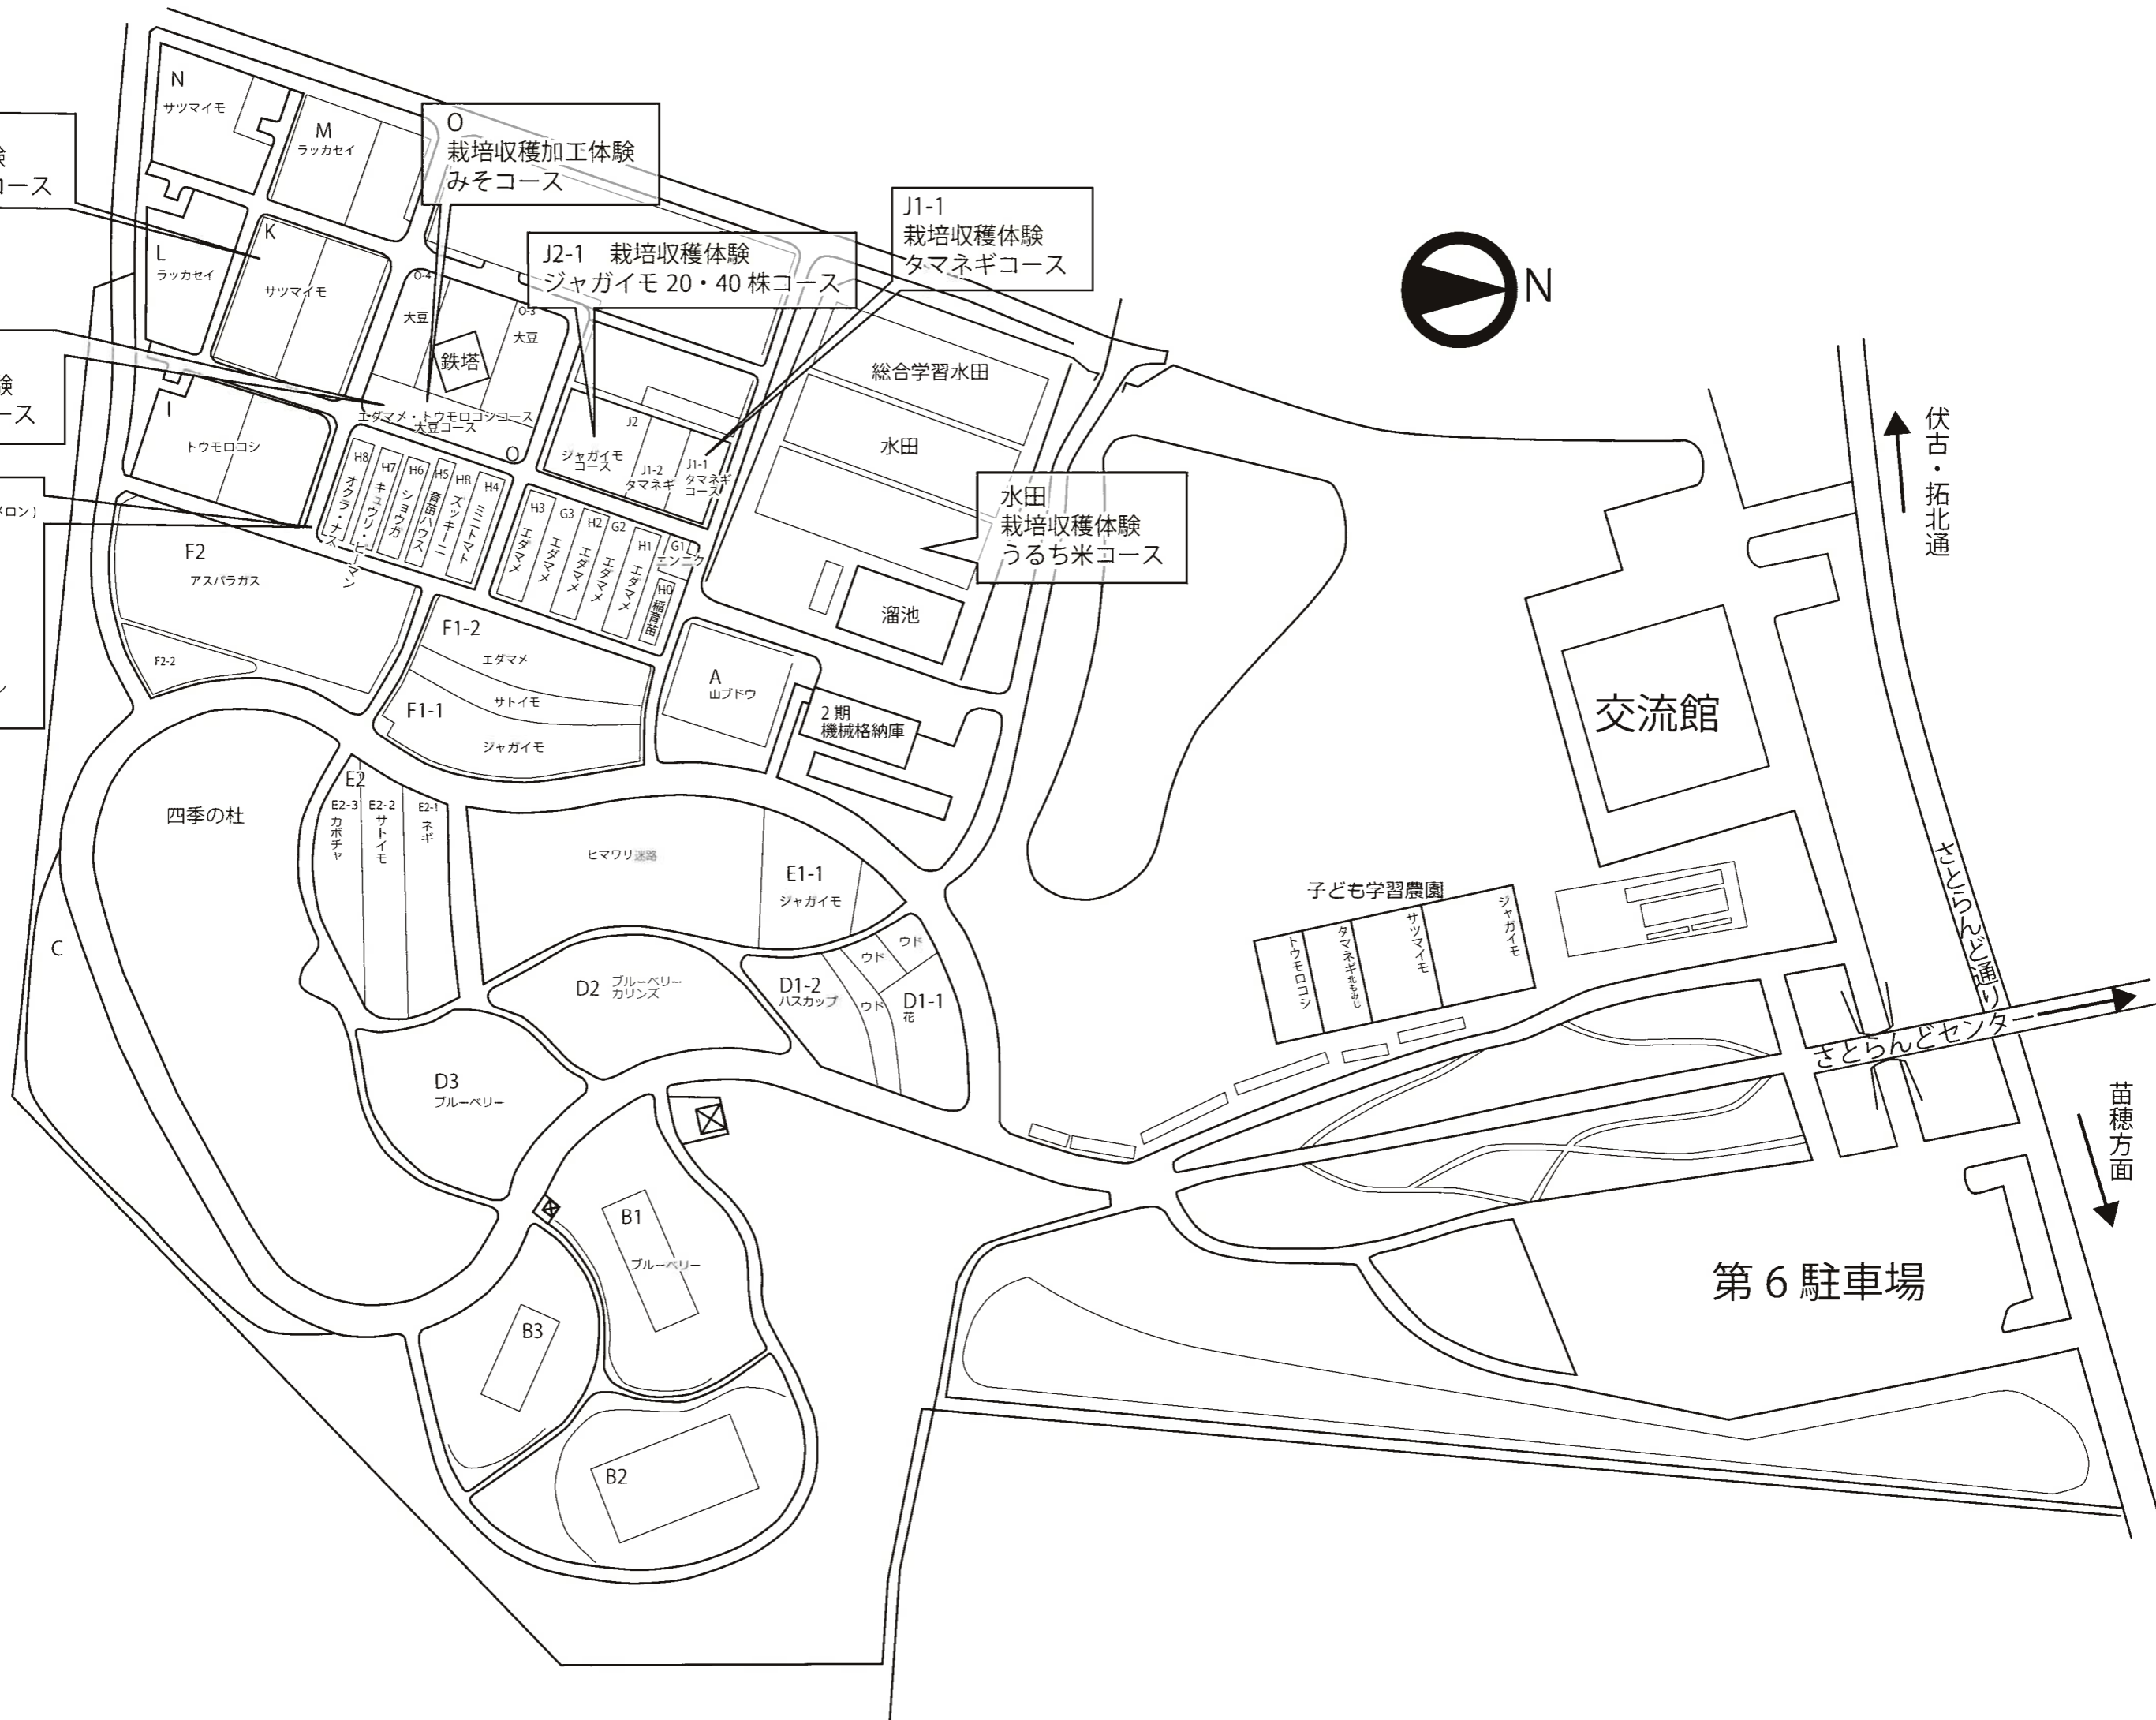 N
サツマイモ
M
ラッカセイ
O
栽培収穫加工体験
みそコース
験
コース
J1-1
栽培収穫体験
タマネギコース
J2-1　栽培収穫体験
ジャガイモ 20・40 株コース
L
ラッカセイ
K
サツマイモ
O-4
大豆
O-3
大豆
鉄塔
N
総合学習水田
水田
験
ース
エダマメ・トウモロコシコース
大豆コース
O
I
トウモロコシ
J2
ジャガイモ
コース
J1-2
タマネギ
J1-1
タマネギ
コース
水田
栽培収穫体験
うるち米コース
メロン）
H8
オクラ・ナス
H7
キュウリ・ピーマン
H6
ショウガ
H5
育苗ハウス
HR
ズッキーニ
H4
ミニトマト
H3
エダマメ
G3
エダマメ
H2
エダマメ
G2
エダマメ
H1
エダマメ
G1
ニンニク
H0
稲育苗
溜池
F2
アスパラガス
F2-2
F1-2
エダマメ
サトイモ
F1-1
ジャガイモ
A
山ブドウ
2 期
機械格納庫
交流館
伏古・拓北通
四季の杜
E2
E2-3
カボチャ
E2-2
サトイモ
E2-1
ネギ
ヒマワリ迷路
E1-1
ジャガイモ
C
D2
ブルーベリー
カリンズ
D1-2
ハスカップ
ウド
ウド
ウド
D1-1
花
子ども学習農園
トウモロコシ
タマネギ北もみじ
サツマイモ
ジャガイモ
さとらんど通り
さとらんどセンター
苗穂方面
D3
ブルーベリー
B1
ブルーベリー
B3
B2
第 6 駐車場